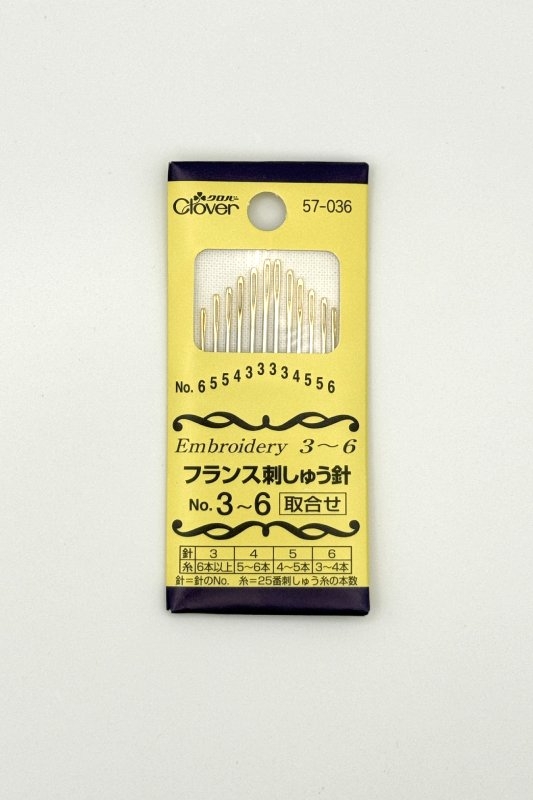 クロバー
Clover
57-036
No. 6 5 5 4 3 3 3 3 4 5 5 6
Embroidery 3〜6
フランス刺しゅう針
No. 3〜6 取合せ
針 3 4 5 6
糸 6本以上 5〜6本 4〜5本 3〜4本
針=針のNo. 糸=25番刺しゅう糸の本数